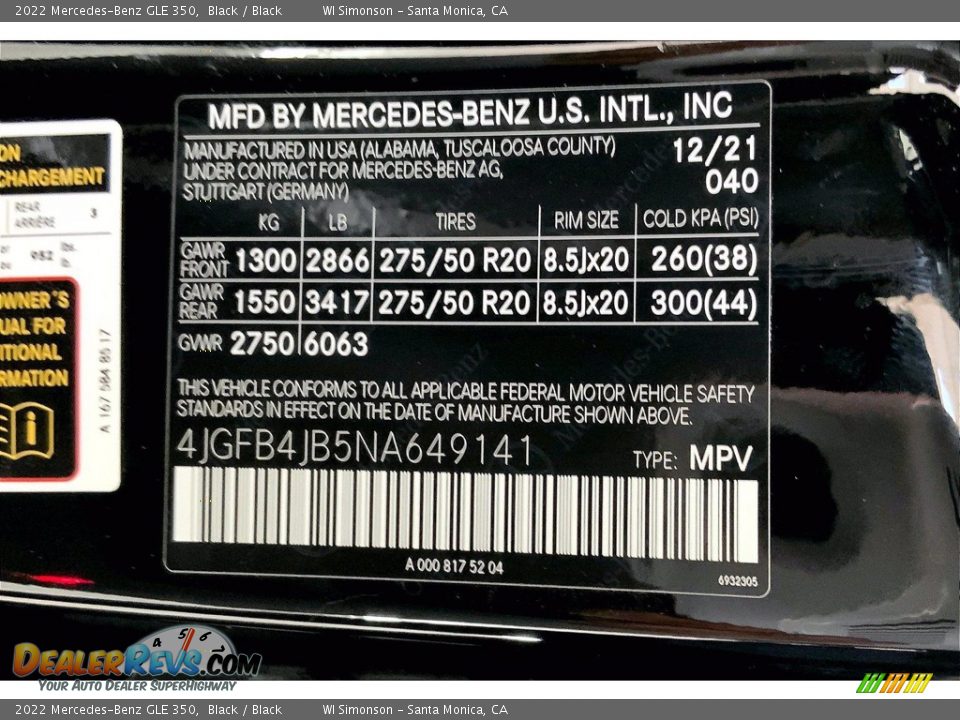 2022 Mercedes-Benz GLE 350, Black / Black WI Simonson - Santa Monica, CA
MFD BY MERCEDES-BENZ U.S. INTL., INC
MANUFACTURED IN USA (ALABAMA, TUSCALOOSA COUNTY) 12/21
UNDER CONTRACT FOR MERCEDES-BENZ AG, 040
STUTTGART (GERMANY)
KG LB TIRES RIM SIZE COLD KPA (PSI)
GAWR FRONT 1300 2866 275/50 R20 8.5Jx20 260(38)
GAWR REAR 1550 3417 275/50 R20 8.5Jx20 300(44)
GVWR 2750 6063
THIS VEHICLE CONFORMS TO ALL APPLICABLE FEDERAL MOTOR VEHICLE SAFETY
STANDARDS IN EFFECT ON THE DATE OF MANUFACTURE SHOWN ABOVE.
4JGFB4JB5NA649141 TYPE: MPV
A 000 817 52 04
6932305
CHARGEMENT
REAR
ARRIÈRE 3
952 lbs.
OWNER'S
FOR
A 167 584 85 17
4 5 6
DEALERREVS.COM
YOUR AUTO DEALER SUPERHIGHWAY
2022 Mercedes-Benz GLE 350, Black / Black WI Simonson - Santa Monica, CA